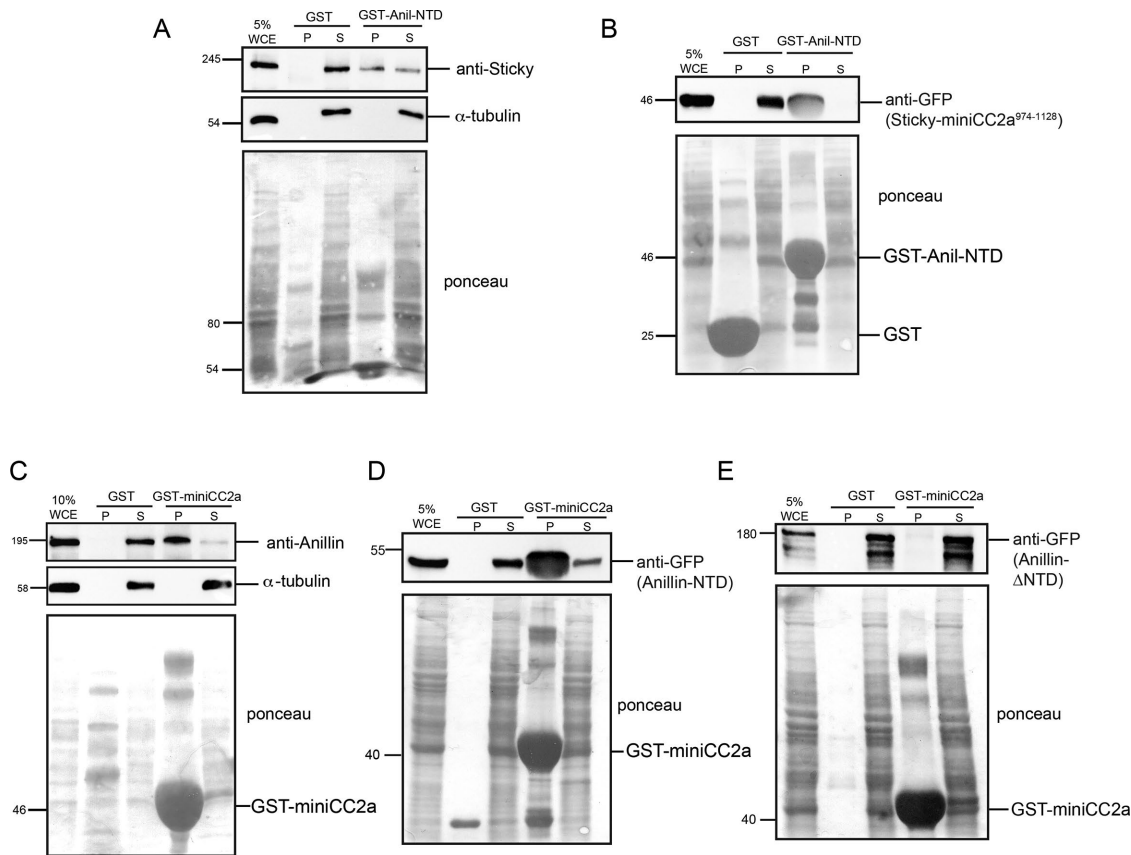 A
GST GST-Anil-NTD
5%
WCE P S P S
245
anti-Sticky
54
α-tubulin
ponceau
80
54
B
GST GST-Anil-NTD
5%
WCE P S P S
46
anti-GFP
(Sticky-miniCC2a974-1128)
ponceau
46
GST-Anil-NTD
25
GST
C
GST GST-miniCC2a
10%
WCE P S P S
195
anti-Anillin
58
α-tubulin
ponceau
46
GST-miniCC2a
D
GST GST-miniCC2a
5%
WCE P S P S
55
anti-GFP
(Anillin-NTD)
ponceau
40
GST-miniCC2a
E
GST GST-miniCC2a
5%
WCE P S P S
180
anti-GFP
(Anillin-
ΔNTD)
ponceau
40
GST-miniCC2a